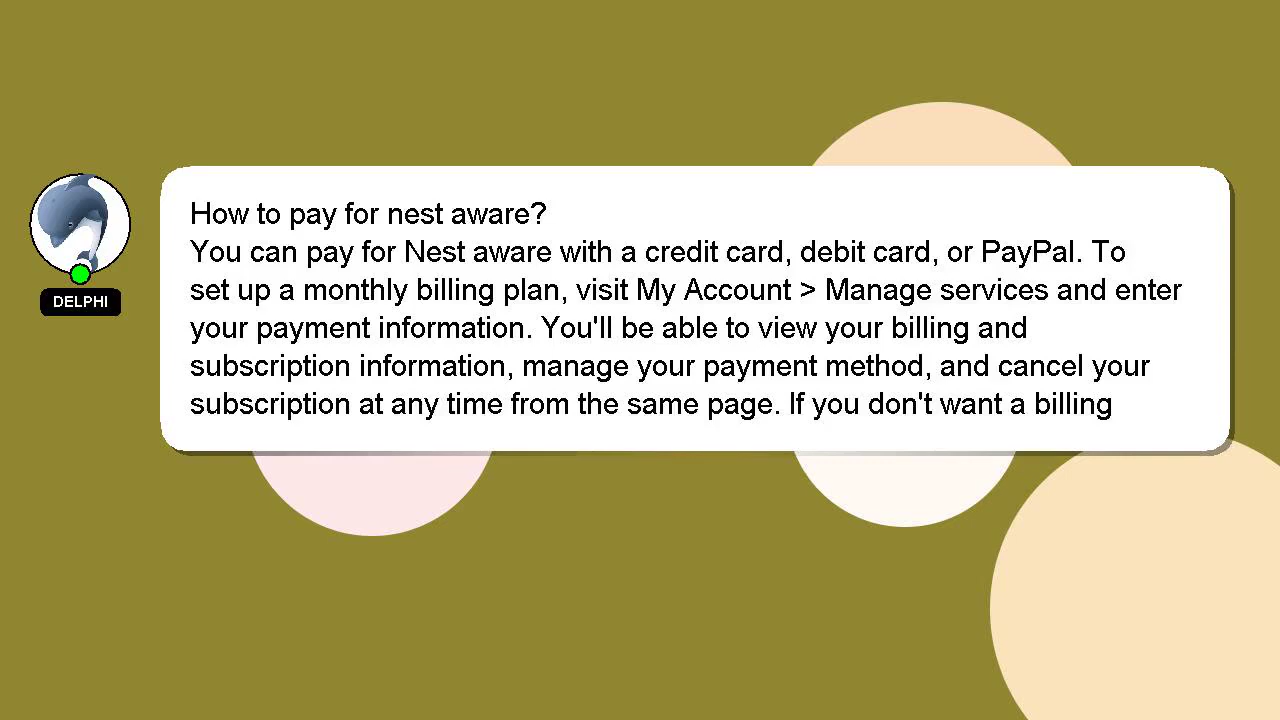 How to pay for nest aware?
You can pay for Nest aware with a credit card, debit card, or PayPal. To
set up a monthly billing plan, visit My Account > Manage services and enter
your payment information. You'll be able to view your billing and
subscription information, manage your payment method, and cancel your
subscription at any time from the same page. If you don't want a billing
DELPHI